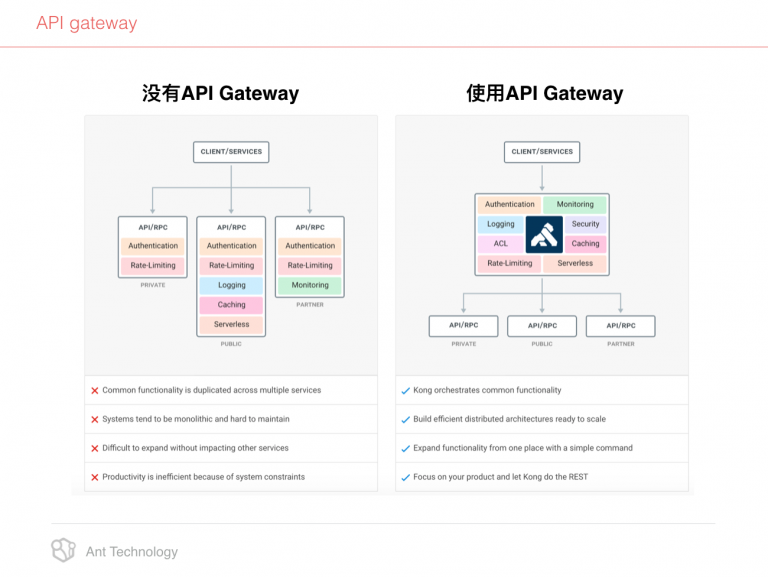 API gateway
没有API Gateway
CLIENT/SERVICES
API/RPC
Authentication
Rate-Limiting
PRIVATE
API/RPC
Authentication
Rate-Limiting
Logging
Caching
Serverless
PUBLIC
API/RPC
Authentication
Rate-Limiting
Monitoring
PARTNER
Common functionality is duplicated across multiple services
Systems tend to be monolithic and hard to maintain
Difficult to expand without impacting other services
Productivity is inefficient because of system constraints
使用API Gateway
CLIENT/SERVICES
Authentication Monitoring
Logging Security
ACL Caching
Rate-Limiting Serverless
API/RPC API/RPC API/RPC
PRIVATE PUBLIC PARTNER
Kong orchestrates common functionality
Build efficient distributed architectures ready to scale
Expand functionality from one place with a simple command
Focus on your product and let Kong do the REST
Ant Technology